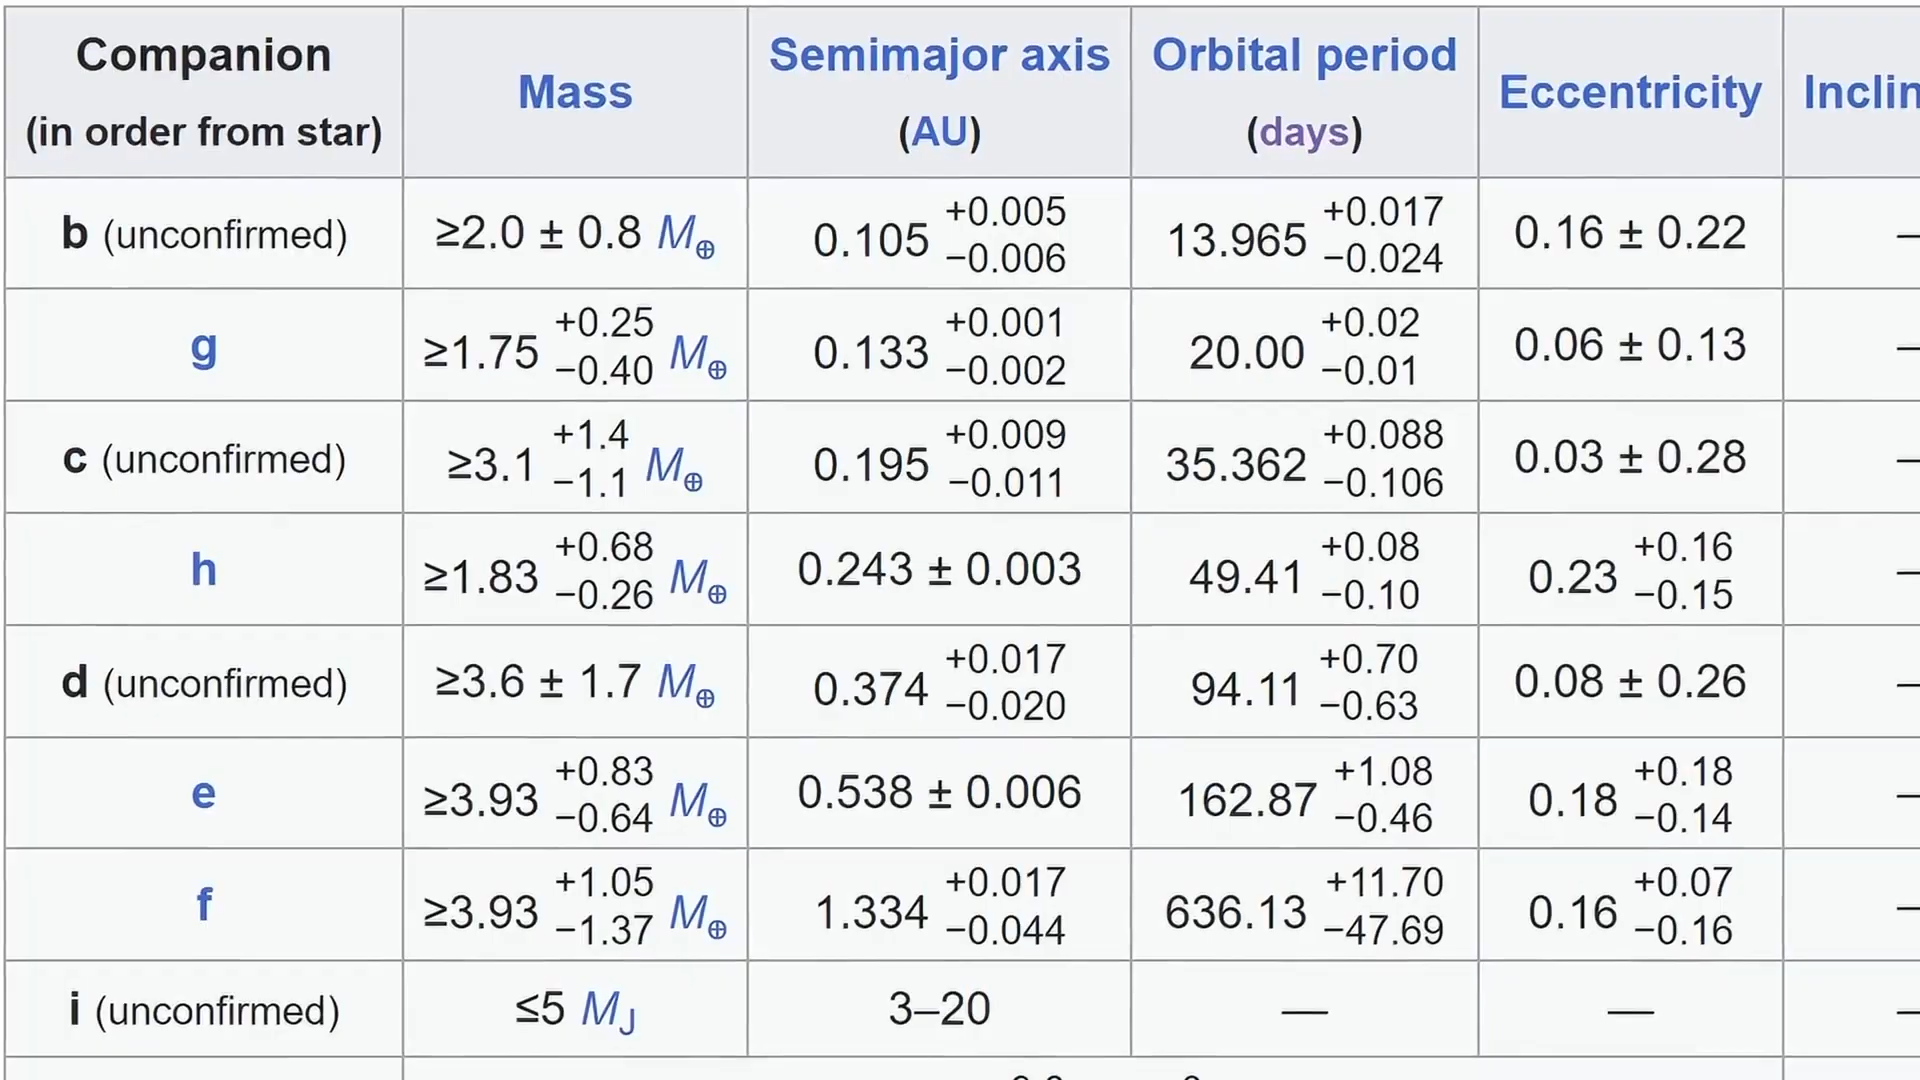 Companion
(in order from star)
Mass
Semimajor axis
(AU)
Orbital period
(days)
Eccentricity
Inclin
b (unconfirmed)
≥2.0 ± 0.8 M⊕
0.105 +0.005 −0.006
13.965 +0.017 −0.024
0.16 ± 0.22
—
g
≥1.75 +0.25 −0.40 M⊕
0.133 +0.001 −0.002
20.00 +0.02 −0.01
0.06 ± 0.13
—
c (unconfirmed)
≥3.1 +1.4 −1.1 M⊕
0.195 +0.009 −0.011
35.362 +0.088 −0.106
0.03 ± 0.28
—
h
≥1.83 +0.68 −0.26 M⊕
0.243 ± 0.003
49.41 +0.08 −0.10
0.23 +0.16 −0.15
—
d (unconfirmed)
≥3.6 ± 1.7 M⊕
0.374 +0.017 −0.020
94.11 +0.70 −0.63
0.08 ± 0.26
—
e
≥3.93 +0.83 −0.64 M⊕
0.538 ± 0.006
162.87 +1.08 −0.46
0.18 +0.18 −0.14
—
f
≥3.93 +1.05 −1.37 M⊕
1.334 +0.017 −0.044
636.13 +11.70 −47.69
0.16 +0.07 −0.16
—
i (unconfirmed)
≤5 MJ
3–20
—
—
—